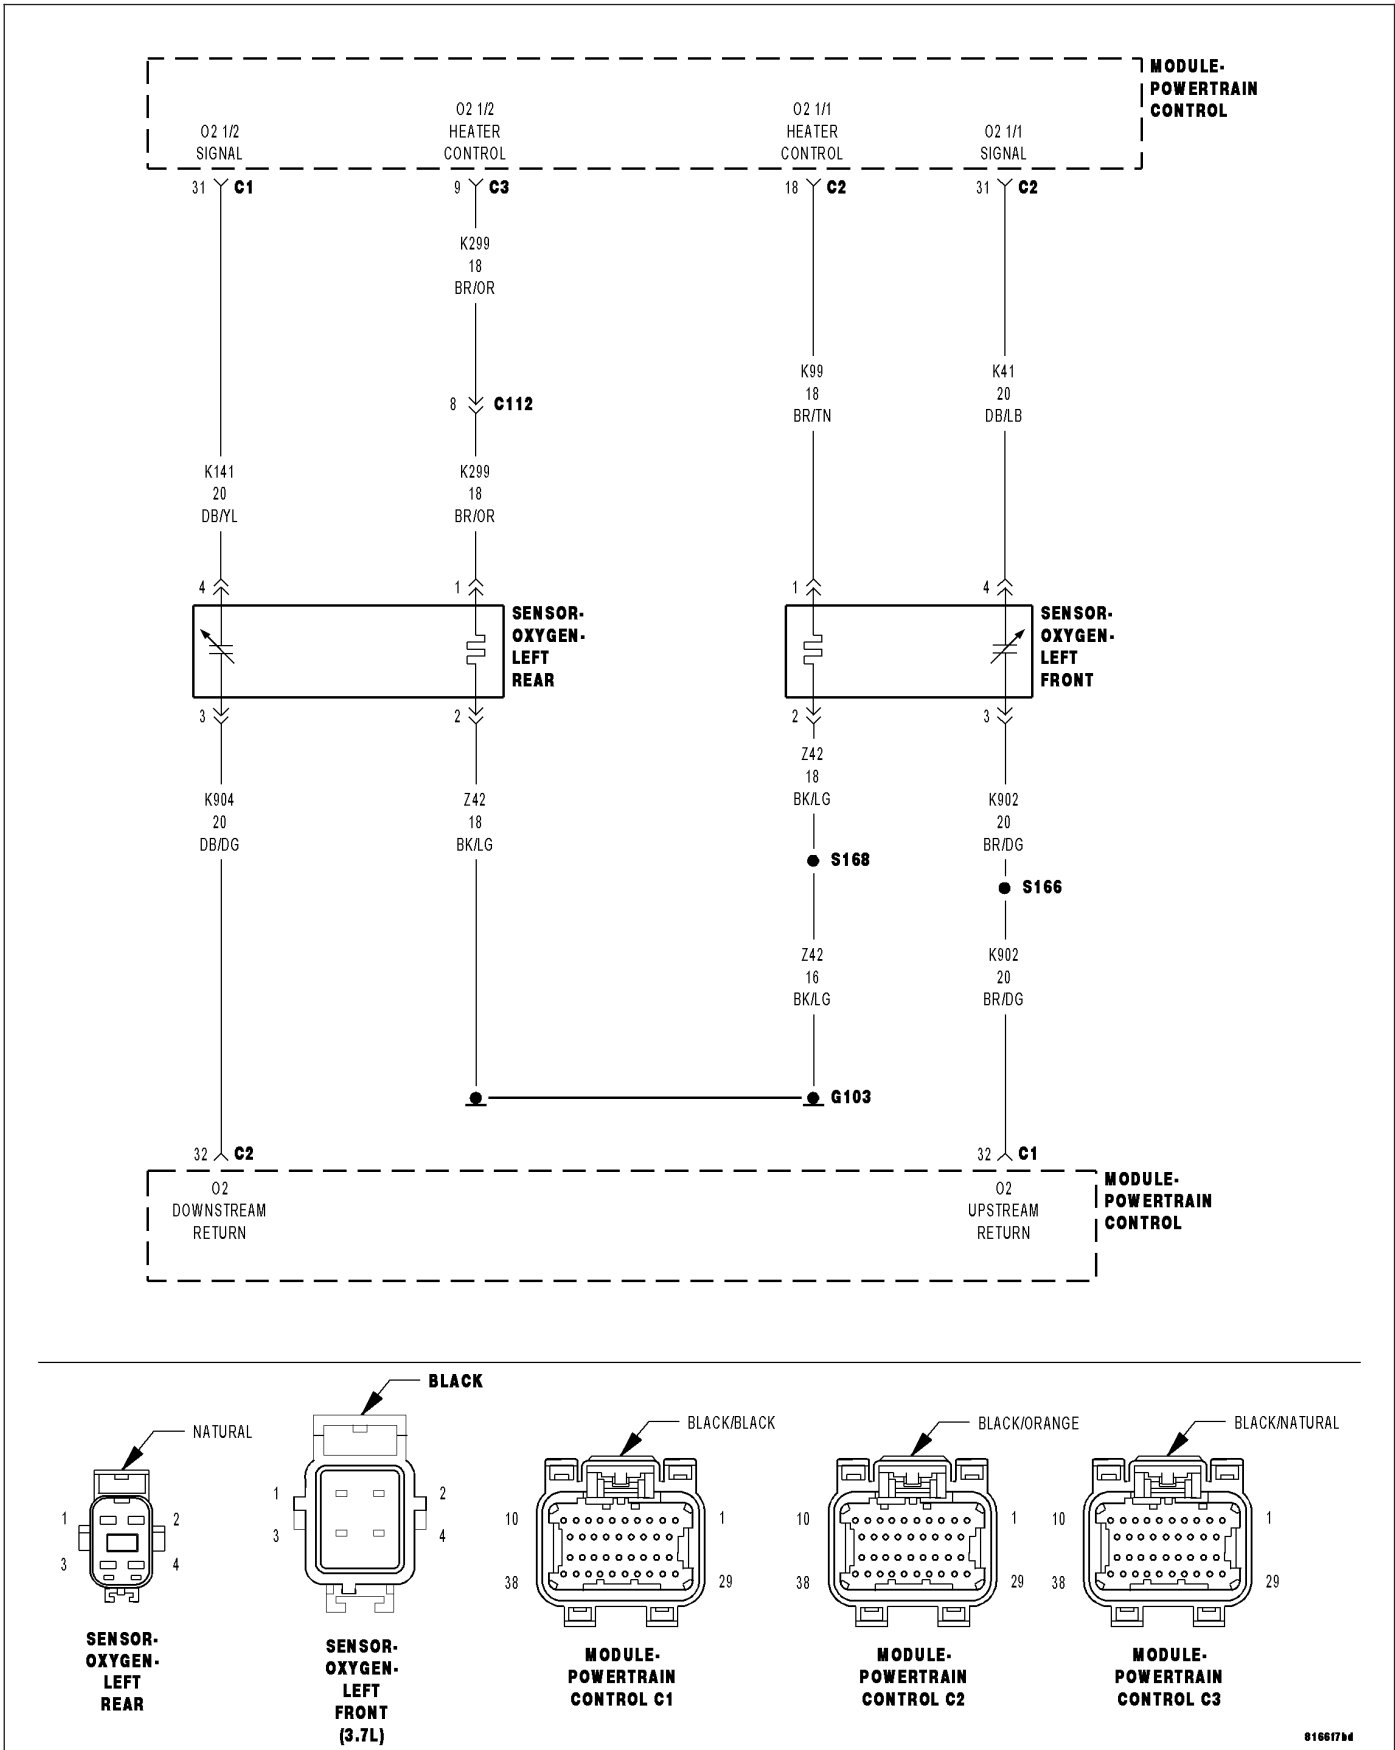 MODULE-
POWERTRAIN
CONTROL
O2 1/2
SIGNAL
O2 1/2
HEATER
CONTROL
O2 1/1
HEATER
CONTROL
O2 1/1
SIGNAL
31 C1
9 C3
18 C2
31 C2
K299
18
BR/OR
K99
18
BR/TN
K41
20
DB/LB
8 C112
K141
20
DB/YL
K299
18
BR/OR
4
1
1
4
SENSOR-
OXYGEN-
LEFT
REAR
SENSOR-
OXYGEN-
LEFT
FRONT
3
2
2
3
Z42
18
BK/LG
K904
20
DB/DG
Z42
18
BK/LG
K902
20
BR/DG
S168
S166
Z42
16
BK/LG
K902
20
BR/DG
G103
32 C2
32 C1
O2
DOWNSTREAM
RETURN
O2
UPSTREAM
RETURN
MODULE-
POWERTRAIN
CONTROL
NATURAL
BLACK
BLACK/BLACK
BLACK/ORANGE
BLACK/NATURAL
1 2
3 4
1 2
3 4
10 1
38 29
10 1
38 29
10 1
38 29
SENSOR-
OXYGEN-
LEFT
REAR
SENSOR-
OXYGEN-
LEFT
FRONT
(3.7L)
MODULE-
POWERTRAIN
CONTROL C1
MODULE-
POWERTRAIN
CONTROL C2
MODULE-
POWERTRAIN
CONTROL C3
816617bd